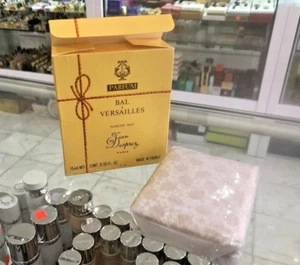 PARFUM
BAL
à
VERSAILLES
Jean
Desprez
PARIS
MADE IN FRANCE